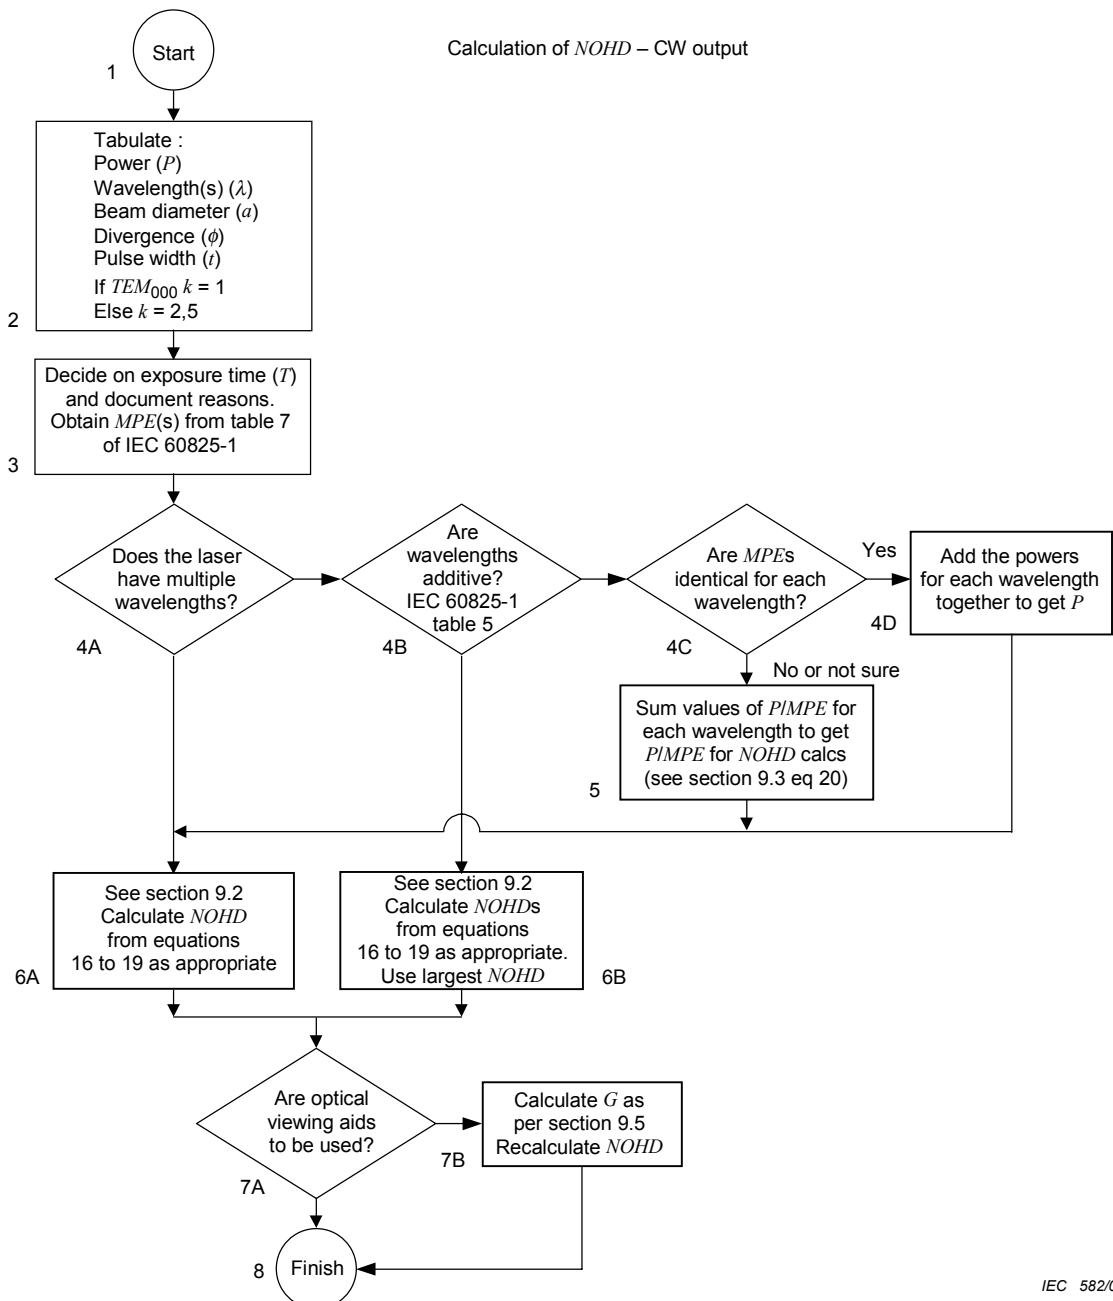 Calculation of NOHD – CW output
Start
1
Tabulate :
Power (P)
Wavelength(s) (λ)
Beam diameter (a)
Divergence (ϕ)
Pulse width (t)
If TEM000 k = 1
Else k = 2,5
2
Decide on exposure time (T)
and document reasons.
Obtain MPE(s) from table 7
of IEC 60825-1
3
Does the laser
have multiple
wavelengths?
4A
Are
wavelengths
additive?
IEC 60825-1
table 5
4B
Are MPEs
identical for each
wavelength?
4C
Yes
Add the powers
for each wavelength
together to get P
4D
No or not sure
Sum values of P/MPE for
each wavelength to get
P/MPE for NOHD calcs
(see section 9.3 eq 20)
5
See section 9.2
Calculate NOHD
from equations
16 to 19 as appropriate
6A
See section 9.2
Calculate NOHDs
from equations
16 to 19 as appropriate.
Use largest NOHD
6B
Are optical
viewing aids
to be used?
7A
Calculate G as
per section 9.5
Recalculate NOHD
7B
Finish
8
IEC 582/0